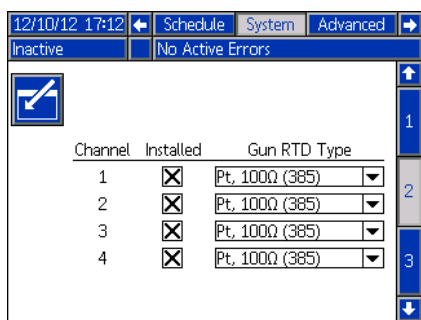 12/10/12 17:12 Schedule System Advanced
Inactive No Active Errors
1
Channel Installed Gun RTD Type
1 Pt, 100Ω (385)
2 Pt, 100Ω (385)
2
3 Pt, 100Ω (385)
4 Pt, 100Ω (385)
3